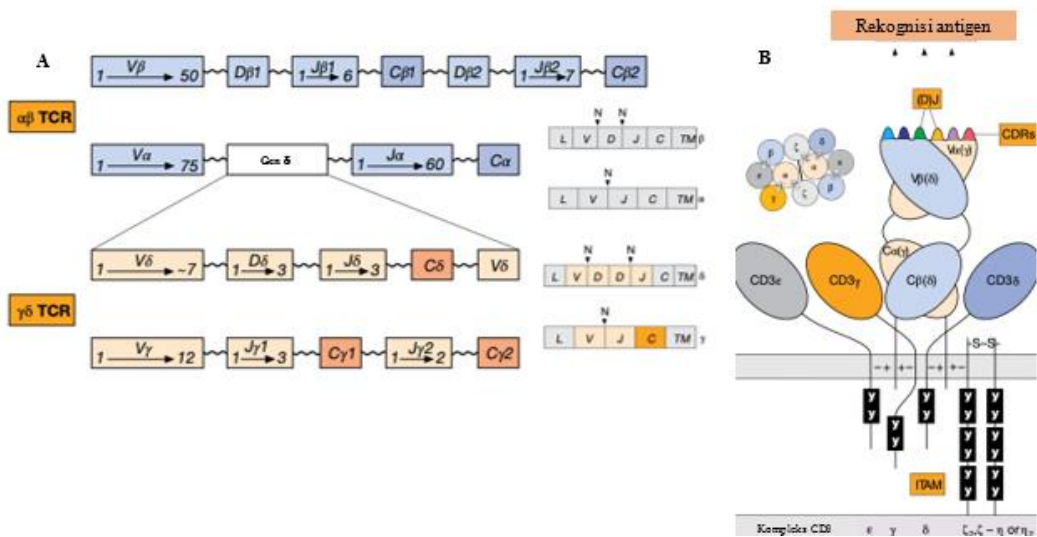 Rekognisi antigen
A
B
Vβ
1 50
Dβ1
Jβ1
1 6
Cβ1
Dβ2
Jβ2
1 7
Cβ2
αβ TCR
Vα
1 75
Gen δ
Jα
1 60
Cα
N N
L V D J C TM β
N
L V J C TM α
Vδ
1 ~7
Dδ
1 3
Jδ
1 3
Cδ
Vδ
N N
L V D D J C TM δ
γδ TCR
Vγ
1 12
Jγ1
1 3
Cγ1
Jγ2
1 2
Cγ2
N
L V J C TM γ
(D)J
CDRs
Vα(γ)
Vβ(δ)
Cα(γ)
Cβ(δ)
CD3ε
CD3γ
CD3δ
β ζ δ
ε α α ε
γ ζ β
-S-S-
-+ +- -+ +-
y y
ITAM
Kompleks CD3 ε γ δ